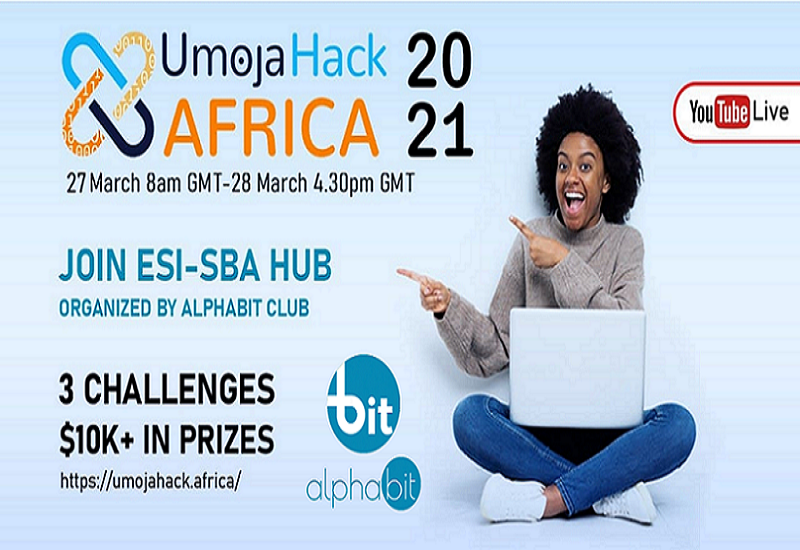 UmojaHack 20
AFRICA 21
27 March 8am GMT-28 March 4.30pm GMT
YouTube Live
JOIN ESI-SBA HUB
ORGANIZED BY ALPHABIT CLUB
3 CHALLENGES
$10K+ IN PRIZES
https://umojahack.africa/
bit
alphabit